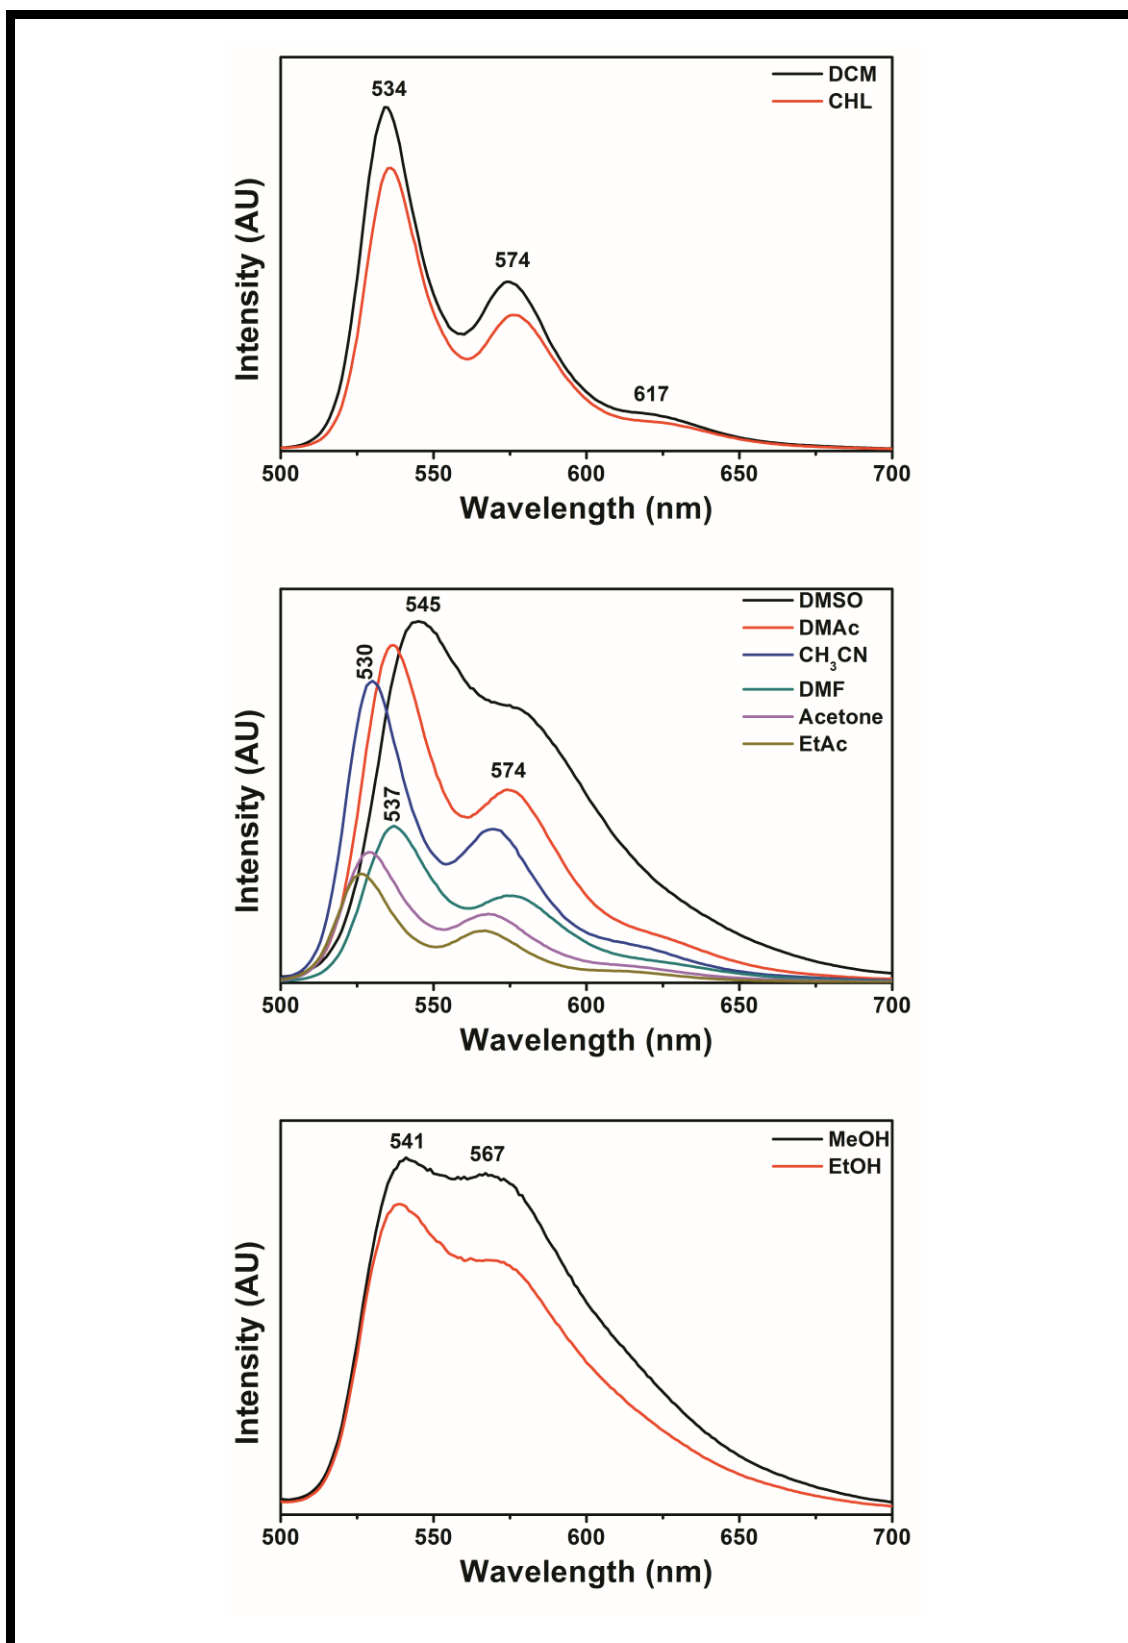 DCM
CHL
534
574
617
Intensity (AU)
500 550 600 650 700
Wavelength (nm)
DMSO
DMAc
CH₃CN
DMF
Acetone
EtAc
545
530
537
574
Intensity (AU)
500 550 600 650 700
Wavelength (nm)
MeOH
EtOH
541
567
Intensity (AU)
500 550 600 650 700
Wavelength (nm)